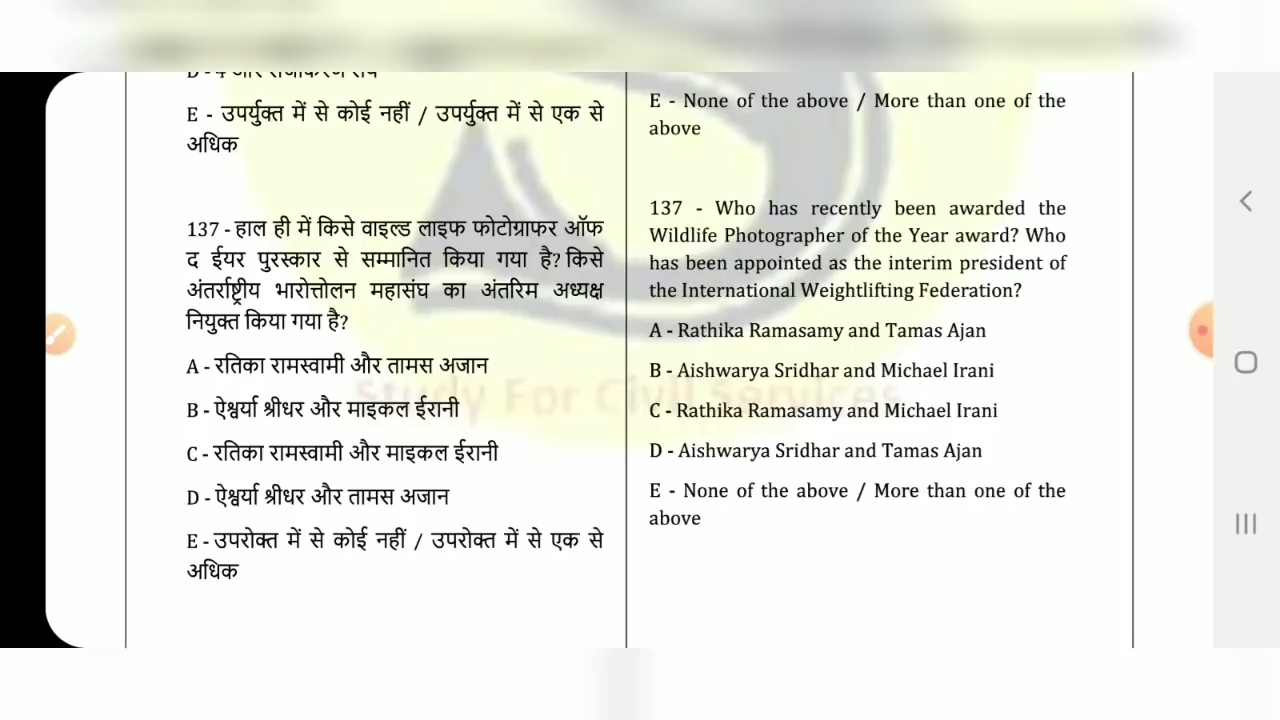 E - उपर्युक्त में से कोई नहीं / उपर्युक्त में से एक से
अधिक
137 - हाल ही में किसे वाइल्ड लाइफ फोटोग्राफर ऑफ
द ईयर पुरस्कार से सम्मानित किया गया है? किसे
अंतर्राष्ट्रीय भारोत्तोलन महासंघ का अंतरिम अध्यक्ष
नियुक्त किया गया है?
A - रतिका रामस्वामी और तामस अजान
B - ऐश्वर्या श्रीधर और माइकल ईरानी
C - रतिका रामस्वामी और माइकल ईरानी
D - ऐश्वर्या श्रीधर और तामस अजान
E - उपरोक्त में से कोई नहीं / उपरोक्त में से एक से
अधिक
E - None of the above / More than one of the
above
137 - Who has recently been awarded the
Wildlife Photographer of the Year award? Who
has been appointed as the interim president of
the International Weightlifting Federation?
A - Rathika Ramasamy and Tamas Ajan
B - Aishwarya Sridhar and Michael Irani
C - Rathika Ramasamy and Michael Irani
D - Aishwarya Sridhar and Tamas Ajan
E - None of the above / More than one of the
above
Study For Civil Services